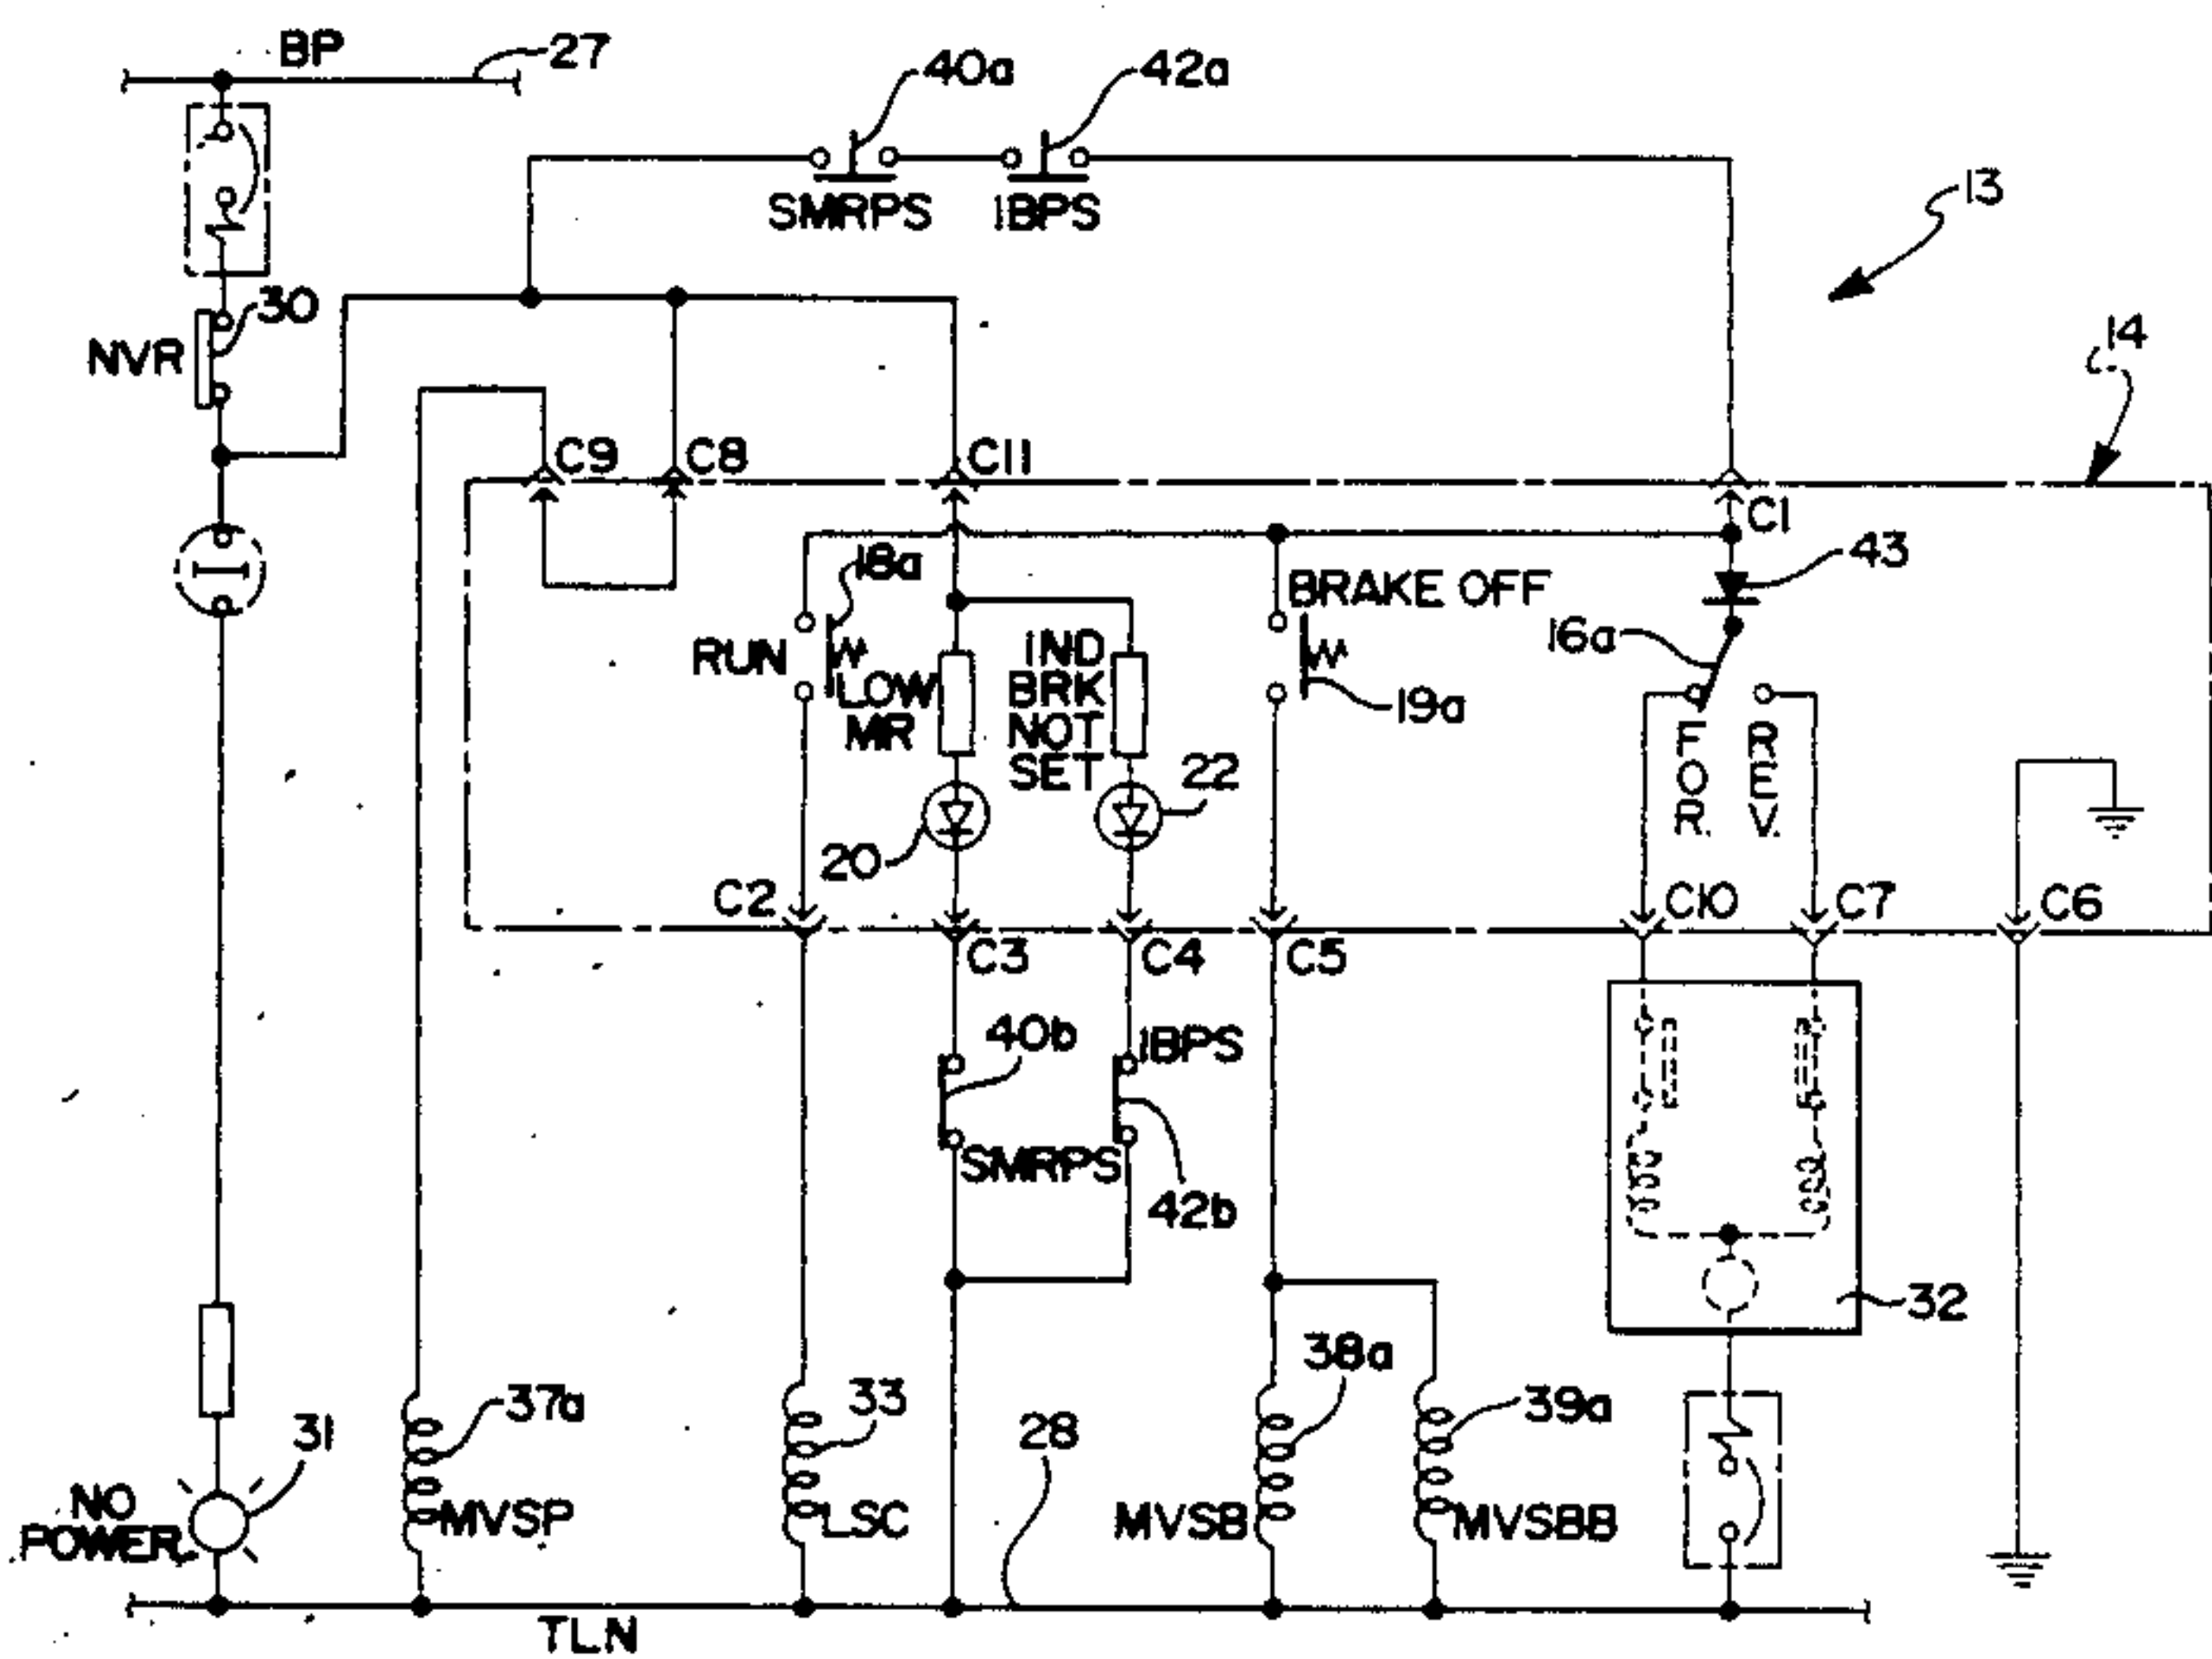 BP
27
40a
42a
SMRPS
IBPS
13
30
NVR
14
C9
C8
C11
C1
18a
43
BRAKE OFF
16a
RUN
LOW
MR
IND
BRK
NOT
SET
19a
FOR
REV
20
22
C2
C10
C7
C6
C3
C4
C5
40b
IBPS
SMRPS
42b
32
38a
37a
33
28
39a
31
NO
POWER
MVSP
LSC
MVSB
MVSBB
TLN